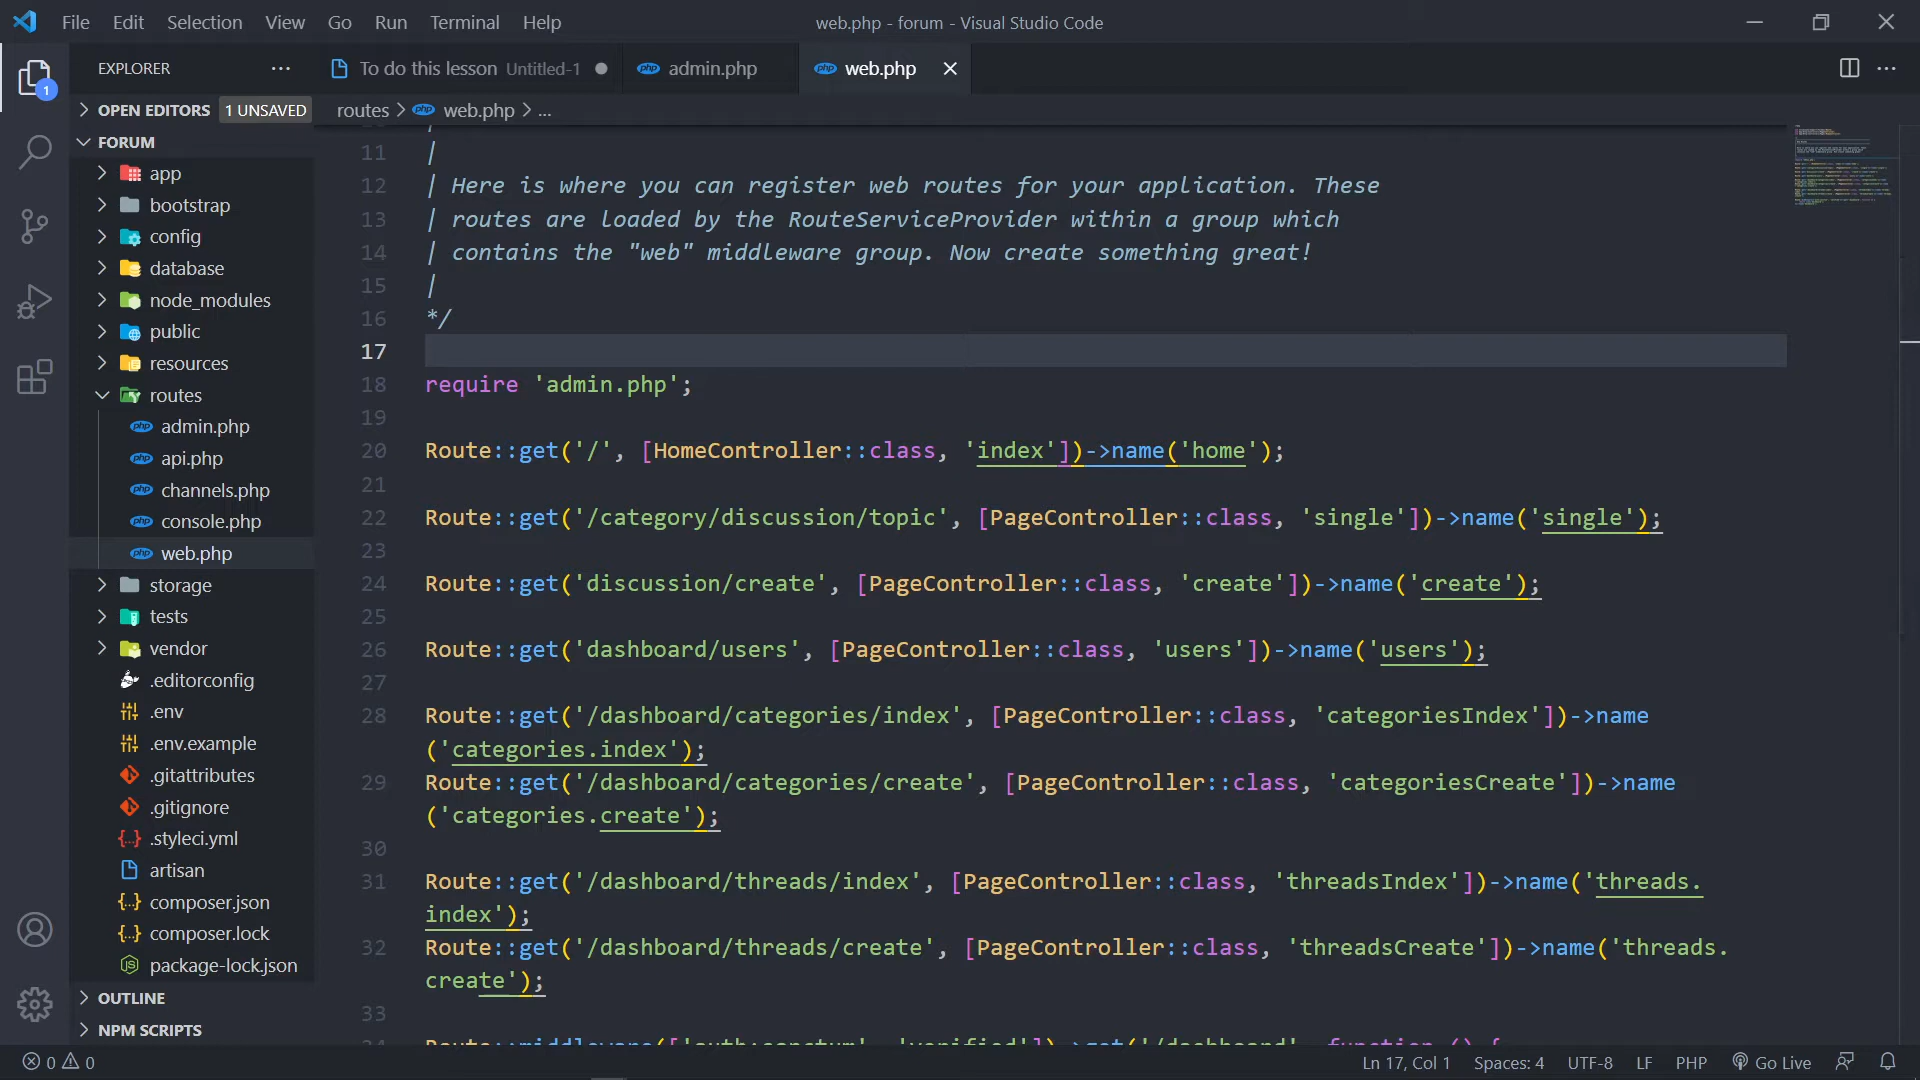 File Edit Selection View Go Run Terminal Help
web.php - forum - Visual Studio Code
EXPLORER
To do this lesson Untitled-1
admin.php
web.php
1
OPEN EDITORS 1 UNSAVED
routes > web.php > ...
FORUM
app
bootstrap
config
database
node_modules
public
resources
routes
admin.php
api.php
channels.php
console.php
web.php
storage
tests
vendor
.editorconfig
.env
.env.example
.gitattributes
.gitignore
.styleci.yml
artisan
composer.json
composer.lock
package-lock.json
OUTLINE
NPM SCRIPTS
11 |
12 | Here is where you can register web routes for your application. These
13 | routes are loaded by the RouteServiceProvider within a group which
14 | contains the "web" middleware group. Now create something great!
15 |
16 */
17
18 require 'admin.php';
19
20 Route::get('/', [HomeController::class, 'index'])->name('home');
21
22 Route::get('/category/discussion/topic', [PageController::class, 'single'])->name('single');
23
24 Route::get('discussion/create', [PageController::class, 'create'])->name('create');
25
26 Route::get('dashboard/users', [PageController::class, 'users'])->name('users');
27
28 Route::get('/dashboard/categories/index', [PageController::class, 'categoriesIndex'])->name
('categories.index');
29 Route::get('/dashboard/categories/create', [PageController::class, 'categoriesCreate'])->name
('categories.create');
30
31 Route::get('/dashboard/threads/index', [PageController::class, 'threadsIndex'])->name('threads.
index');
32 Route::get('/dashboard/threads/create', [PageController::class, 'threadsCreate'])->name('threads.
create');
33
34 Route::middleware(['auth:sanctum', 'verified'])->get('/dashboard', function () {
0 0
Ln 17, Col 1 Spaces: 4 UTF-8 LF PHP Go Live